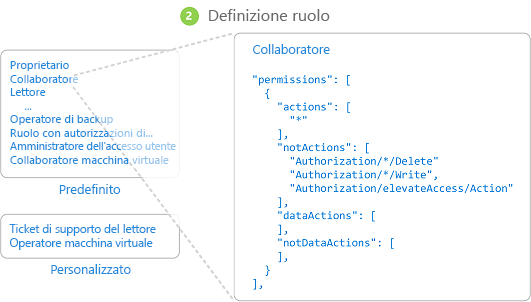 2 Definizione ruolo
Proprietario
Collaboratore
Lettore
...
Operatore di backup
Ruolo con autorizzazioni di...
Amministratore dell'accesso utente
Collaboratore macchina virtuale
Predefinito
Ticket di supporto del lettore
Operatore macchina virtuale
Personalizzato
Collaboratore
"permissions": [
{
"actions": [
"*"
],
"notActions": [
"Authorization/*/Delete"
"Authorization/*/Write",
"Authorization/elevateAccess/Action"
],
"dataActions": [
],
"notDataActions": [
],
}
],